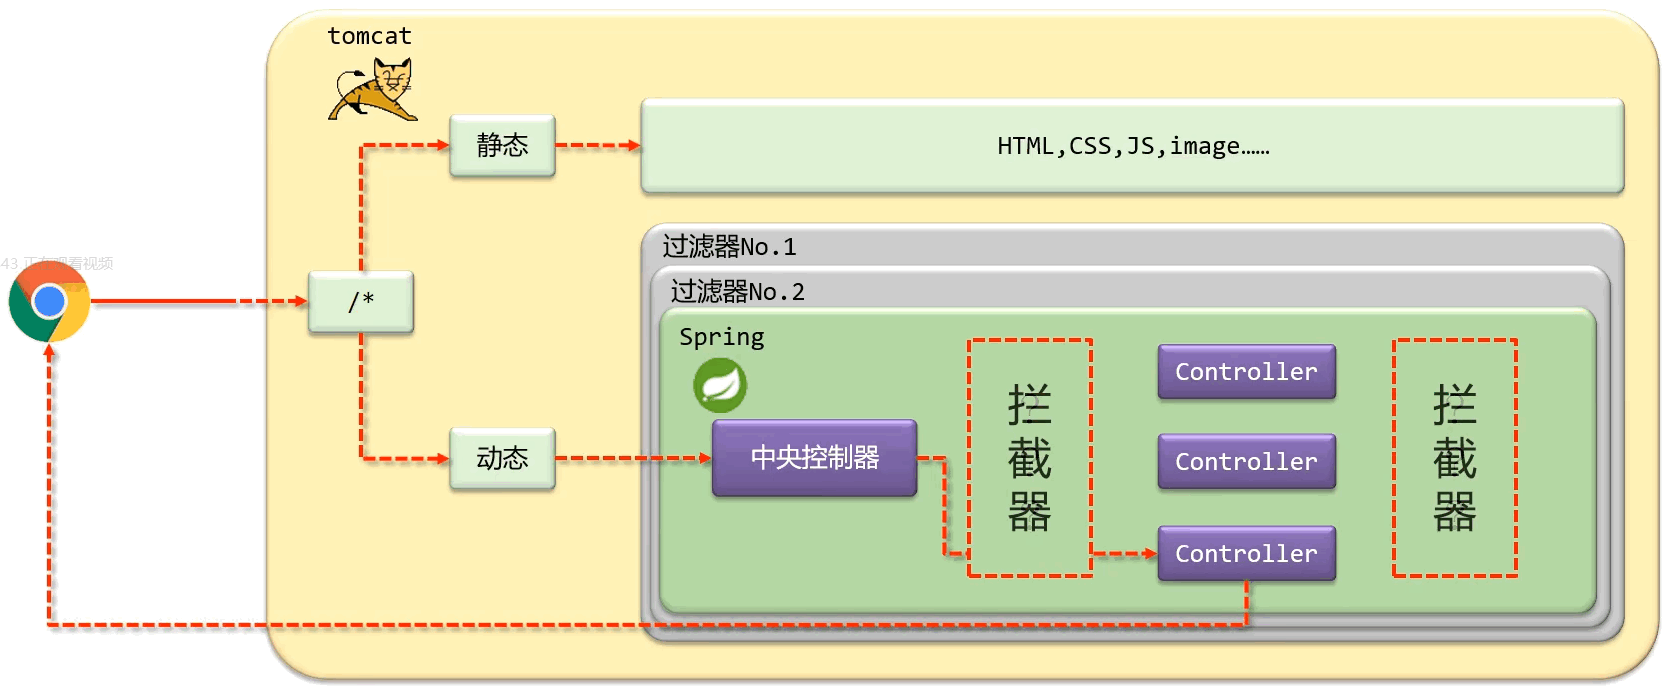 tomcat
静态
HTML,CSS,JS,image……
过滤器No.1
43 正在观看视频
过滤器No.2
/*
Spring
Controller
拦截器
拦截器
中央控制器
动态
Controller
Controller